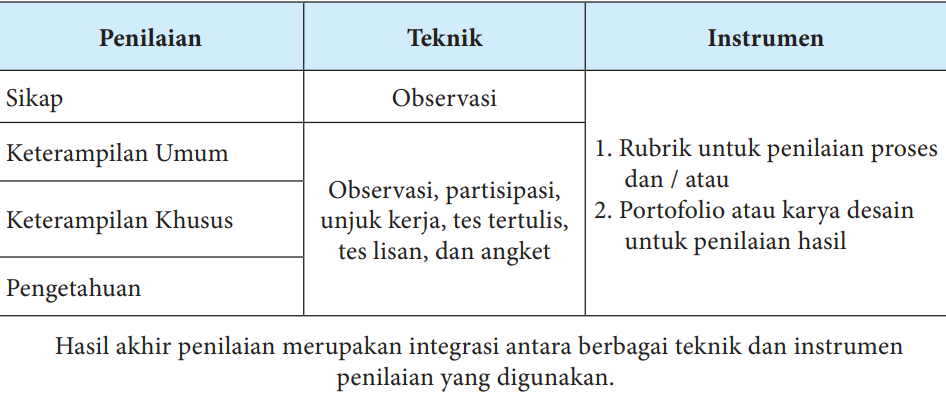 Penilaian
Teknik
Instrumen
Sikap
Observasi
Keterampilan Umum
Keterampilan Khusus
Pengetahuan
Observasi, partisipasi,
unjuk kerja, tes tertulis,
tes lisan, dan angket
1. Rubrik untuk penilaian proses
dan / atau
2. Portofolio atau karya desain
untuk penilaian hasil
Hasil akhir penilaian merupakan integrasi antara berbagai teknik dan instrumen
penilaian yang digunakan.